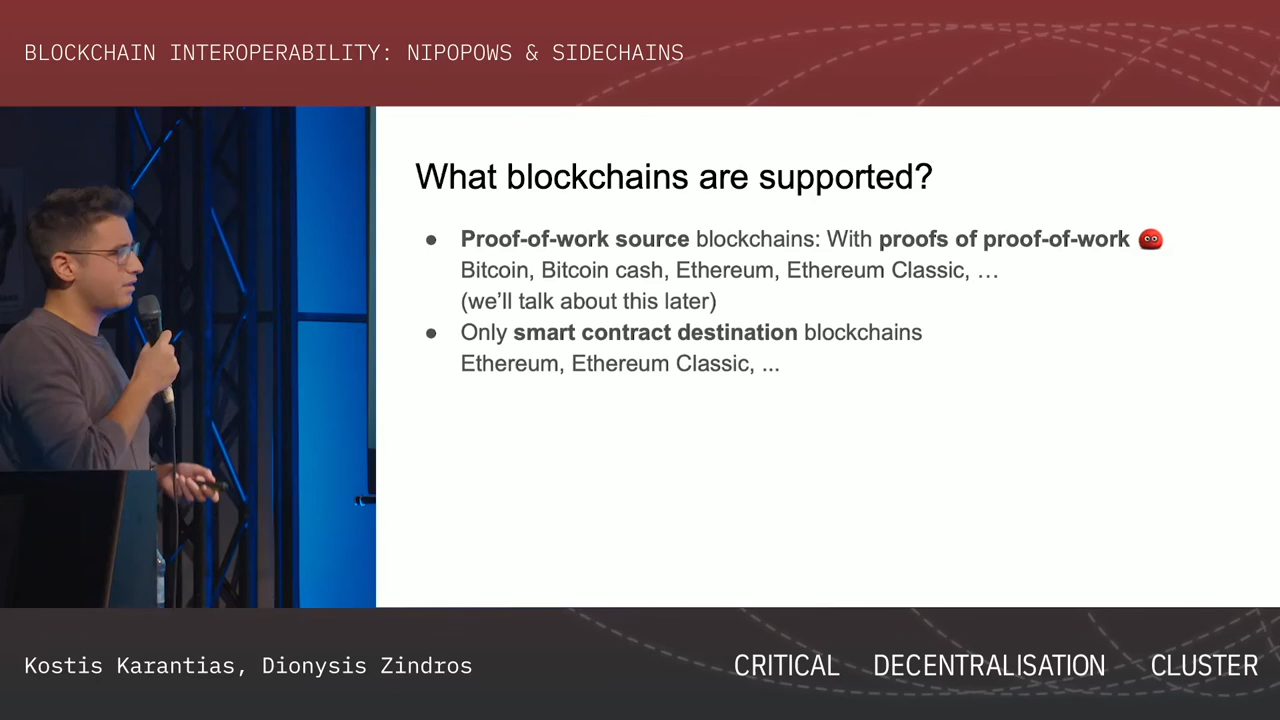 BLOCKCHAIN INTEROPERABILITY: NIPOPOWS & SIDECHAINS
What blockchains are supported?
● Proof-of-work source blockchains: With proofs of proof-of-work
Bitcoin, Bitcoin cash, Ethereum, Ethereum Classic, …
(we’ll talk about this later)
● Only smart contract destination blockchains
Ethereum, Ethereum Classic, ...
Kostis Karantias, Dionysis Zindros
CRITICAL DECENTRALISATION CLUSTER